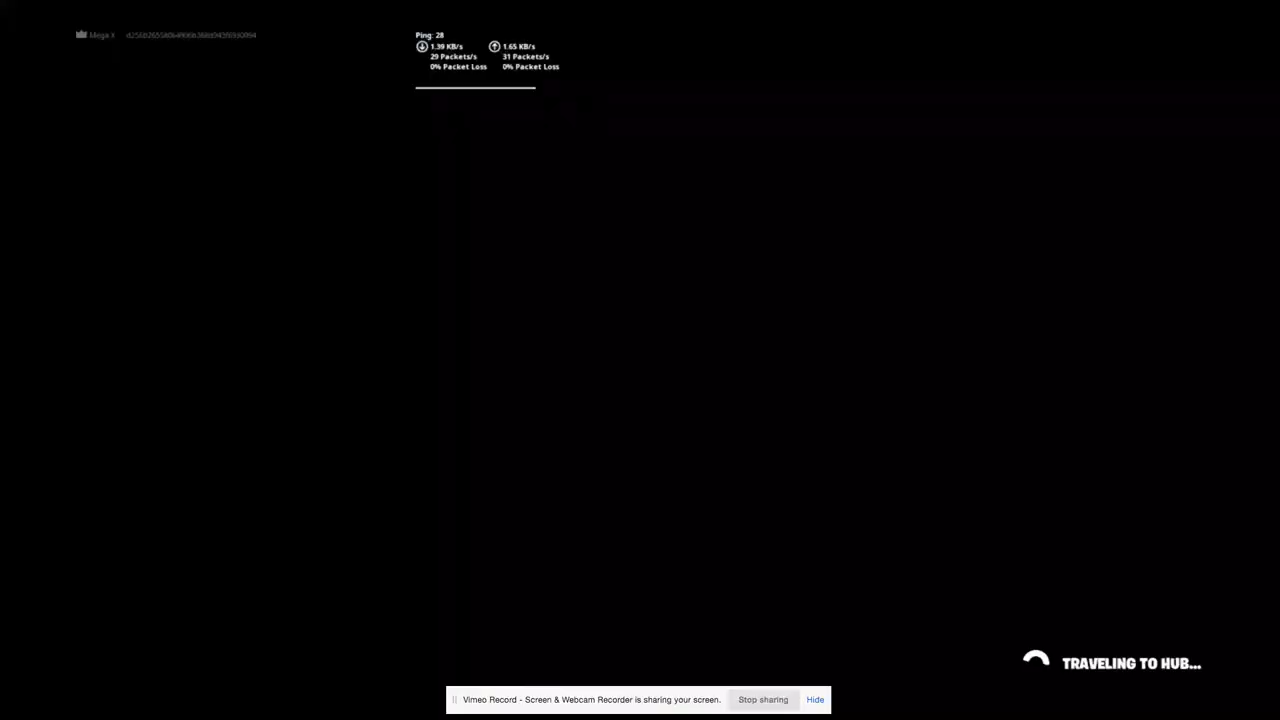 Mega X
Ping: 28
1.39 KB/s 1.65 KB/s
29 Packets/s 31 Packets/s
0% Packet Loss 0% Packet Loss
TRAVELING TO HUB...
Vimeo Record - Screen & Webcam Recorder is sharing your screen. Stop sharing Hide